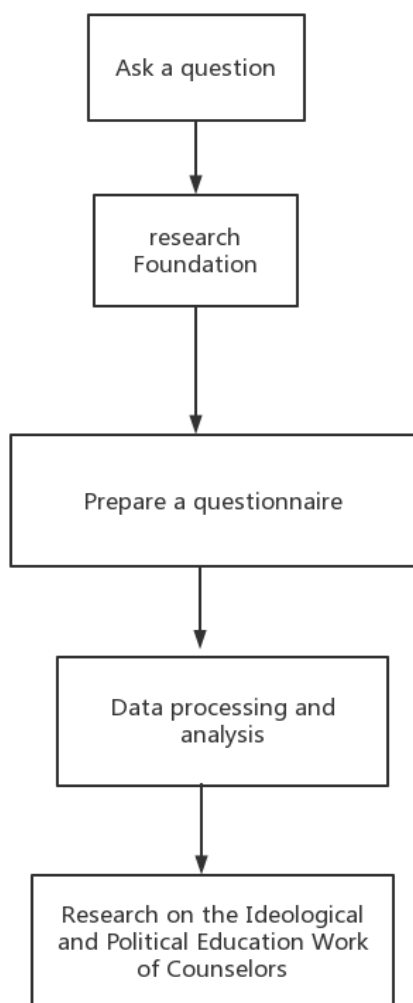 Ask a question
research
Foundation
Prepare a questionnaire
Data processing and
analysis
Research on the Ideological
and Political Education Work
of Counselors